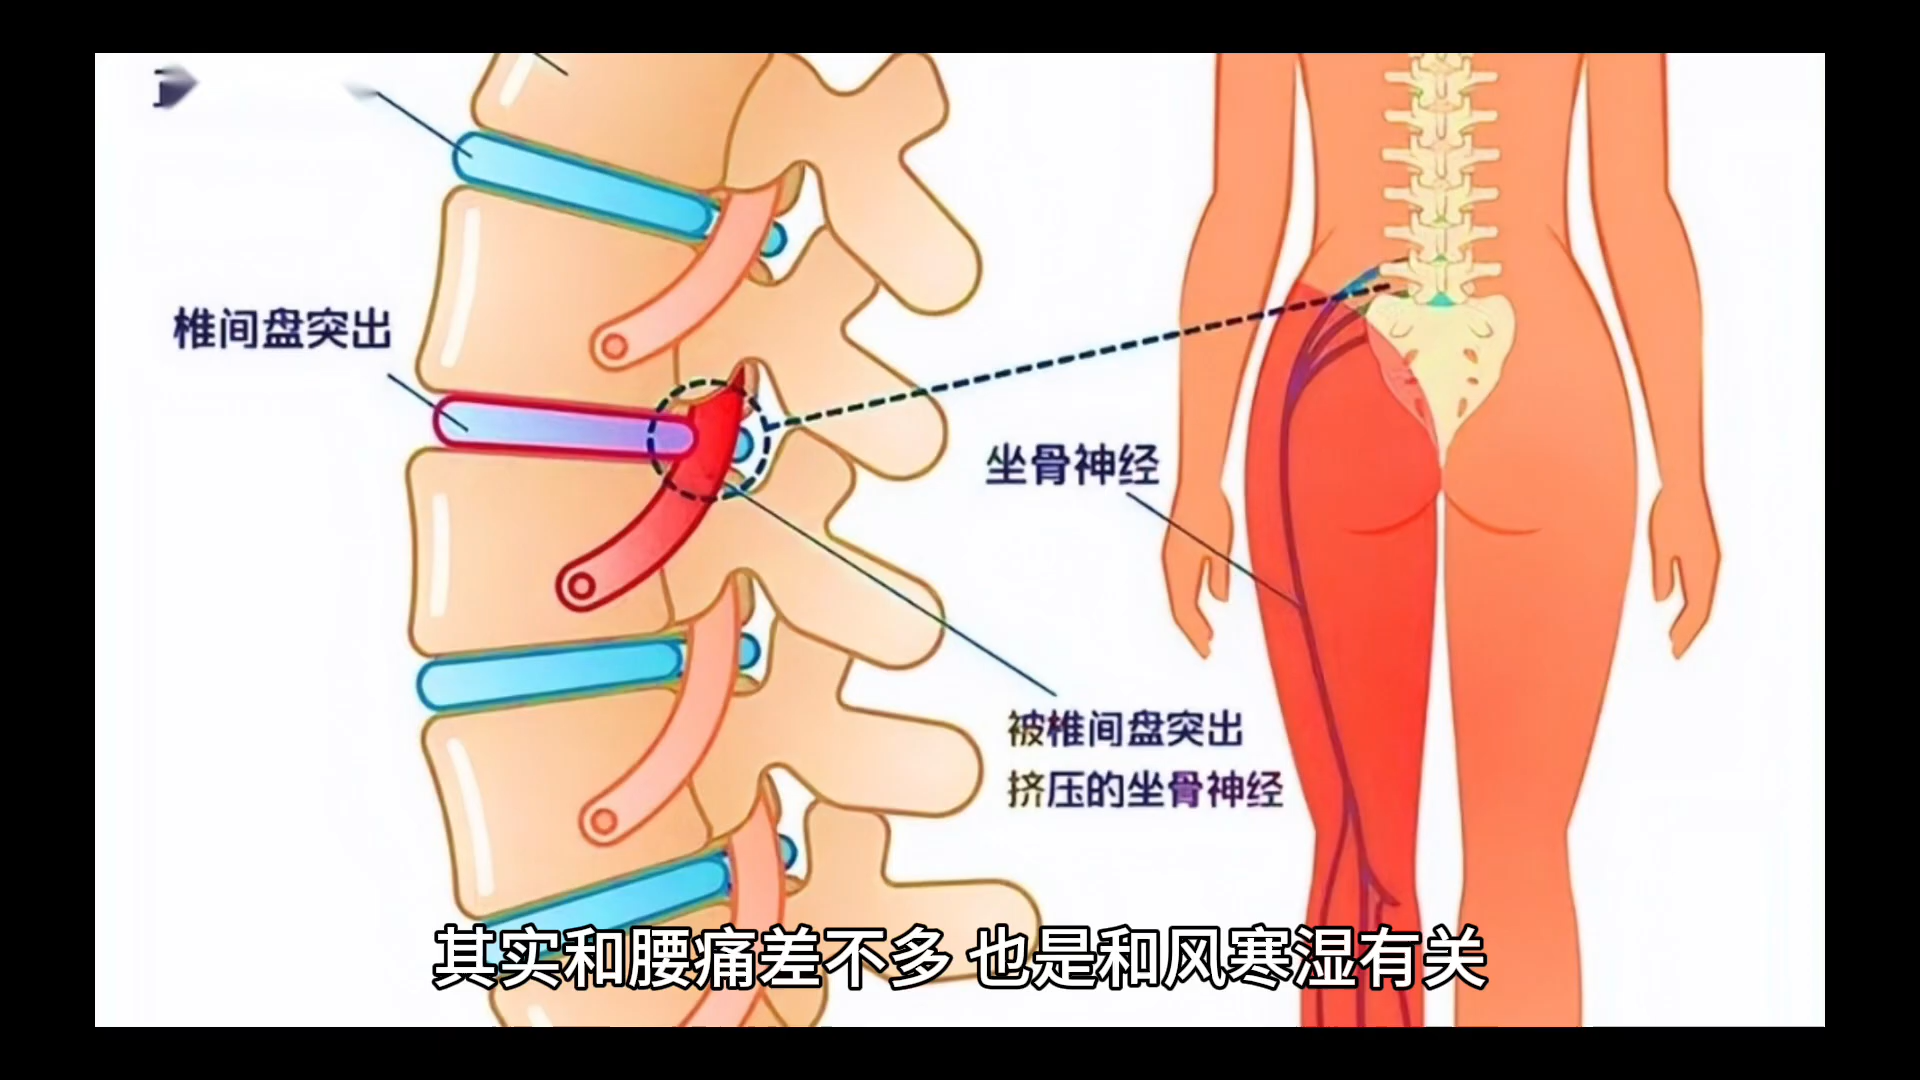 椎间盘突出
坐骨神经
被椎间盘突出
挤压的坐骨神经
其实和腰痛差不多 也是和风寒湿有关